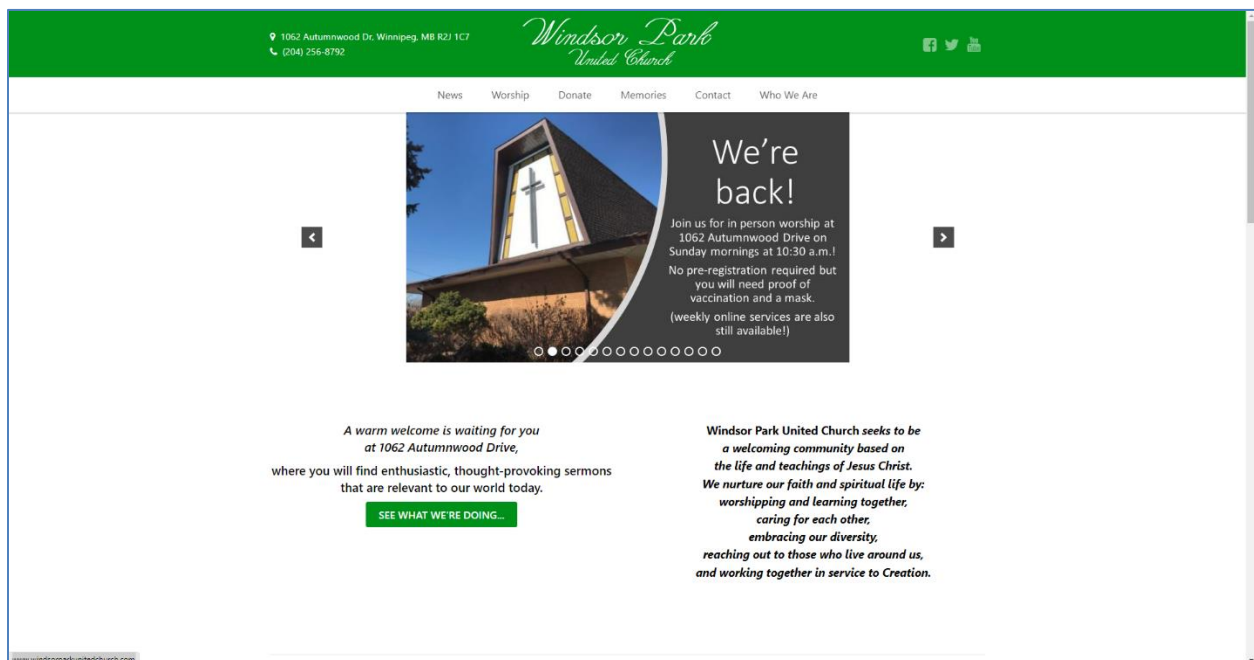 1062 Autumnwood Dr, Winnipeg, MB R2J 1C7
(204) 256-8792
Windsor Park
United Church
News Worship Donate Memories Contact Who We Are
We're
back!
Join us for in person worship at
1062 Autumnwood Drive on
Sunday mornings at 10:30 a.m.!
No pre-registration required but
you will need proof of
vaccination and a mask.
(weekly online services are also
still available!)
A warm welcome is waiting for you
at 1062 Autumnwood Drive,
where you will find enthusiastic, thought-provoking sermons
that are relevant to our world today.
SEE WHAT WE'RE DOING...
Windsor Park United Church seeks to be
a welcoming community based on
the life and teachings of Jesus Christ.
We nurture our faith and spiritual life by:
worshipping and learning together,
caring for each other,
embracing our diversity,
reaching out to those who live around us,
and working together in service to Creation.
www.windsorparkunitedchurch.com